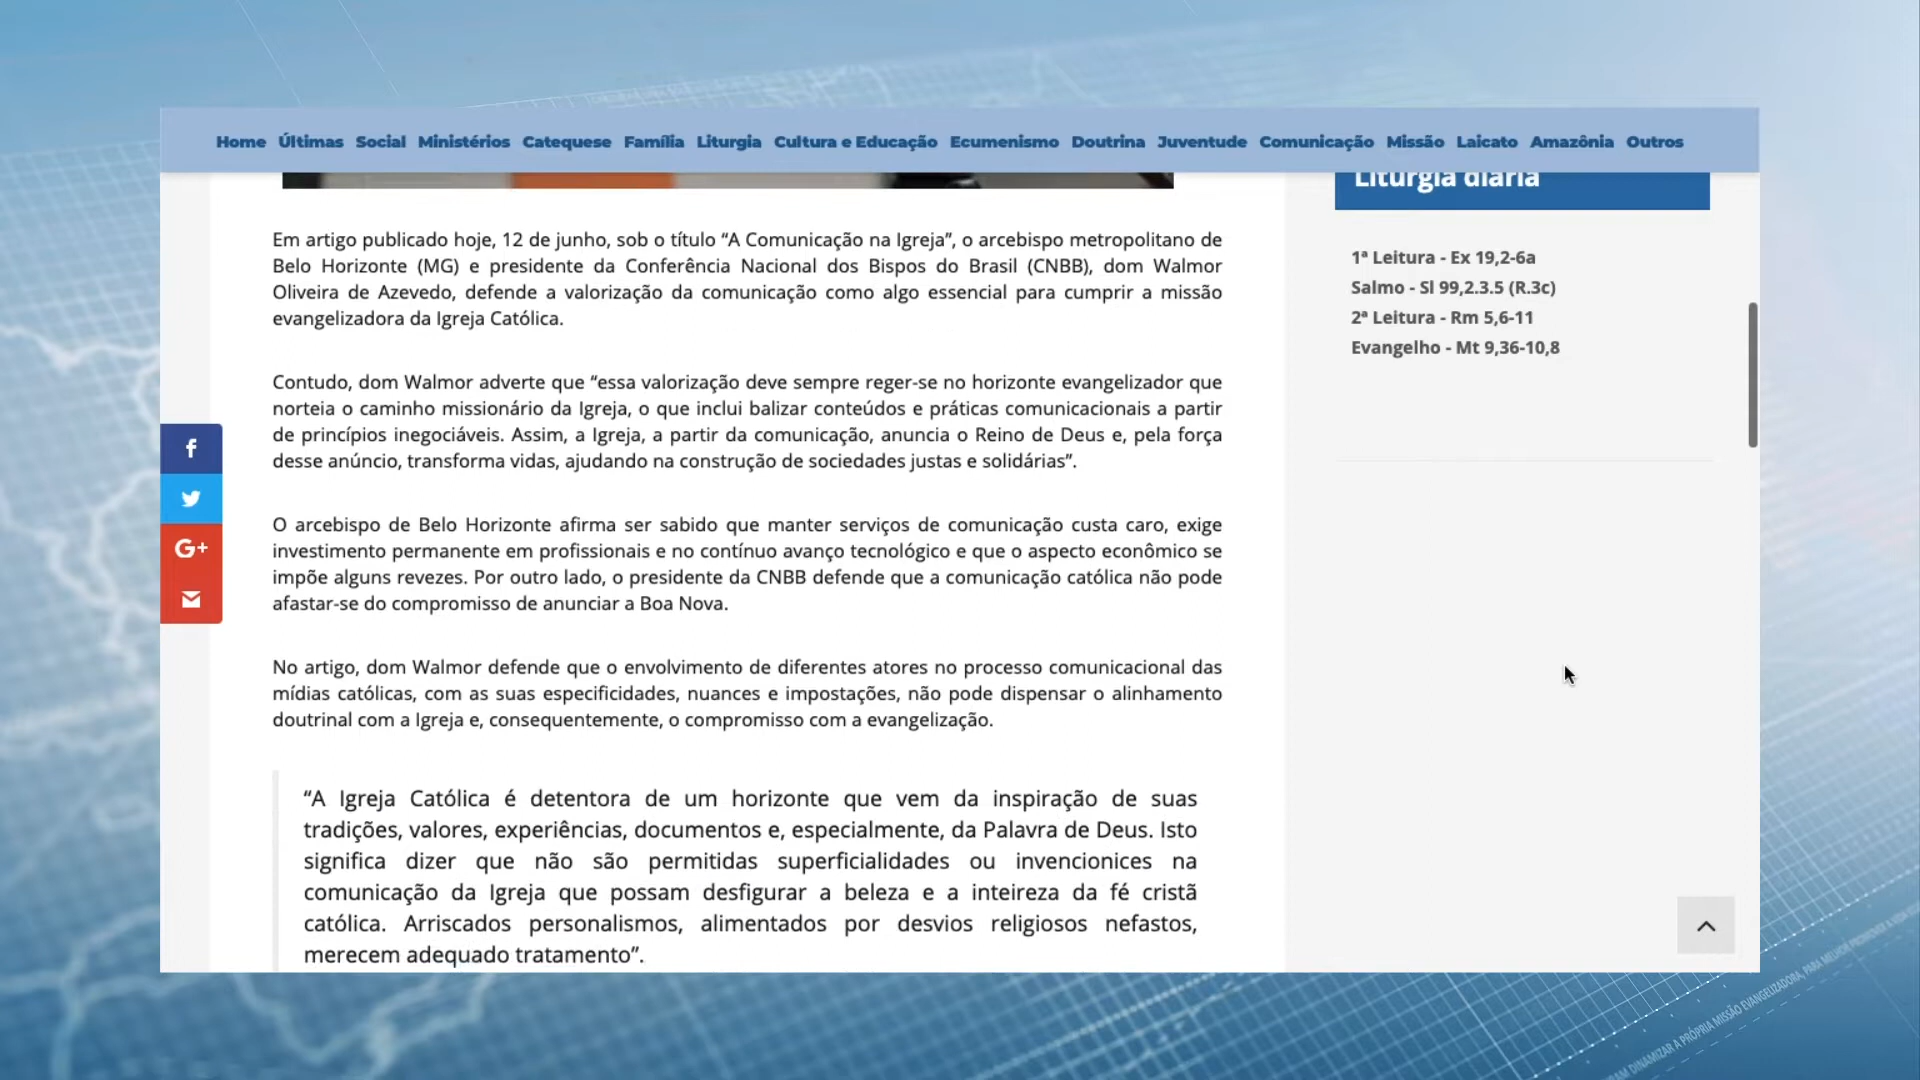 Home Últimas Social Ministérios Catequese Família Liturgia Cultura e Educação Ecumenismo Doutrina Juventude Comunicação Missão Laicato Amazônia Outros
Em artigo publicado hoje, 12 de junho, sob o título “A Comunicação na Igreja”, o arcebispo metropolitano de
Belo Horizonte (MG) e presidente da Conferência Nacional dos Bispos do Brasil (CNBB), dom Walmor
Oliveira de Azevedo, defende a valorização da comunicação como algo essencial para cumprir a missão
evangelizadora da Igreja Católica.
Contudo, dom Walmor adverte que “essa valorização deve sempre reger-se no horizonte evangelizador que
norteia o caminho missionário da Igreja, o que inclui balizar conteúdos e práticas comunicacionais a partir
de princípios inegociáveis. Assim, a Igreja, a partir da comunicação, anuncia o Reino de Deus e, pela força
desse anúncio, transforma vidas, ajudando na construção de sociedades justas e solidárias”.
O arcebispo de Belo Horizonte afirma ser sabido que manter serviços de comunicação custa caro, exige
investimento permanente em profissionais e no contínuo avanço tecnológico e que o aspecto econômico se
impõe alguns revezes. Por outro lado, o presidente da CNBB defende que a comunicação católica não pode
afastar-se do compromisso de anunciar a Boa Nova.
No artigo, dom Walmor defende que o envolvimento de diferentes atores no processo comunicacional das
mídias católicas, com as suas especificidades, nuances e impostações, não pode dispensar o alinhamento
doutrinal com a Igreja e, consequentemente, o compromisso com a evangelização.
“A Igreja Católica é detentora de um horizonte que vem da inspiração de suas
tradições, valores, experiências, documentos e, especialmente, da Palavra de Deus. Isto
significa dizer que não são permitidas superficialidades ou invencionices na
comunicação da Igreja que possam desfigurar a beleza e a inteireza da fé cristã
católica. Arriscados personalismos, alimentados por desvios religiosos nefastos,
merecem adequado tratamento”.
Liturgia diária
1ª Leitura - Ex 19,2-6a
Salmo - Sl 99,2.3.5 (R.3c)
2ª Leitura - Rm 5,6-11
Evangelho - Mt 9,36-10,8
f
G+
DINAMIZAR A PRÓPRIA MISSÃO EVANGELIZADORA, PARA MELHOR